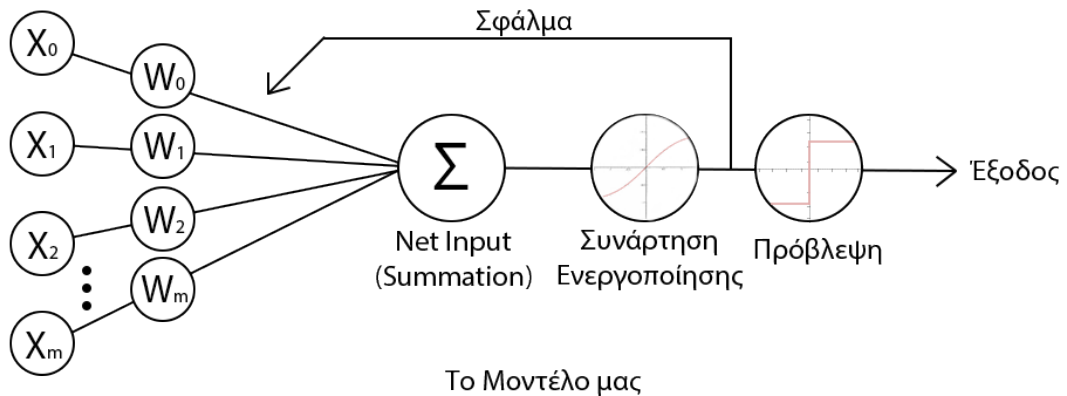 Σφάλμα
X0
W0
X1
W1
X2
W2
Xm
Wm
Σ
Net Input
(Summation)
Συνάρτηση
Ενεργοποίησης
Πρόβλεψη
Έξοδος
Το Μοντέλο μας